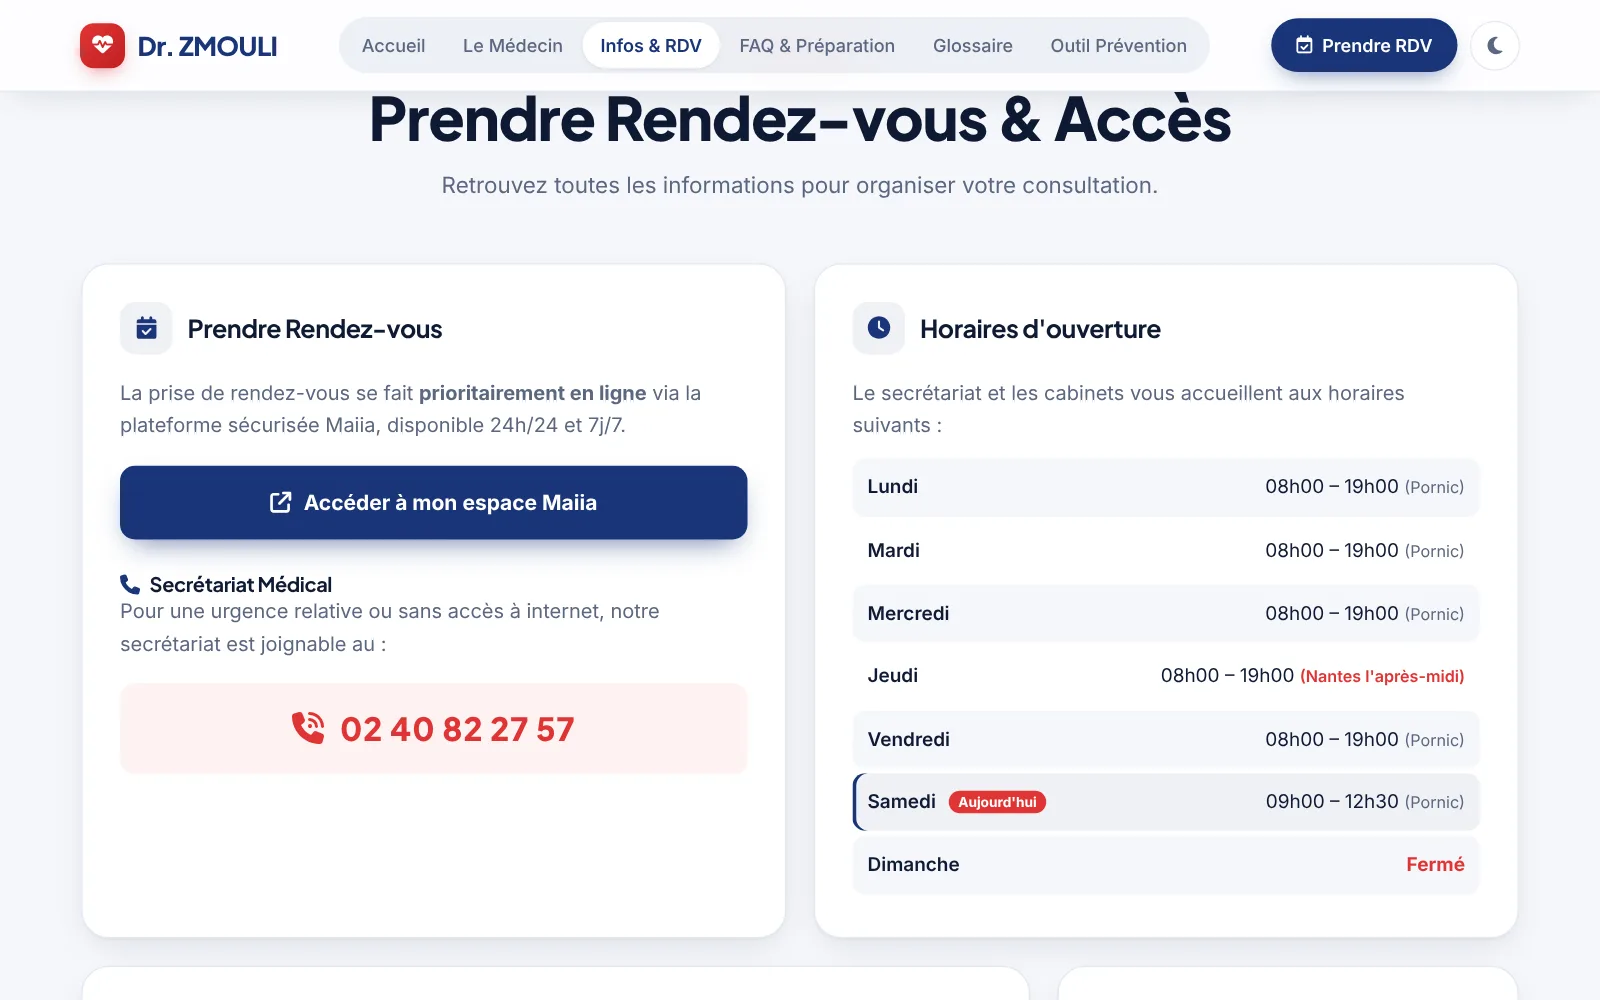 Dr. ZMOULI
Accueil
Le Médecin
Infos & RDV
FAQ & Préparation
Glossaire
Outil Prévention
Prendre RDV
Prendre Rendez-vous & Accès
Retrouvez toutes les informations pour organiser votre consultation.
Prendre Rendez-vous
La prise de rendez-vous se fait prioritairement en ligne via la
plateforme sécurisée Maiia, disponible 24h/24 et 7j/7.
Accéder à mon espace Maiia
Secrétariat Médical
Pour une urgence relative ou sans accès à internet, notre
secrétariat est joignable au :
02 40 82 27 57
Horaires d'ouverture
Le secrétariat et les cabinets vous accueillent aux horaires
suivants :
Lundi 08h00 – 19h00 (Pornic)
Mardi 08h00 – 19h00 (Pornic)
Mercredi 08h00 – 19h00 (Pornic)
Jeudi 08h00 – 19h00 (Nantes l'après-midi)
Vendredi 08h00 – 19h00 (Pornic)
Samedi Aujourd'hui 09h00 – 12h30 (Pornic)
Dimanche Fermé